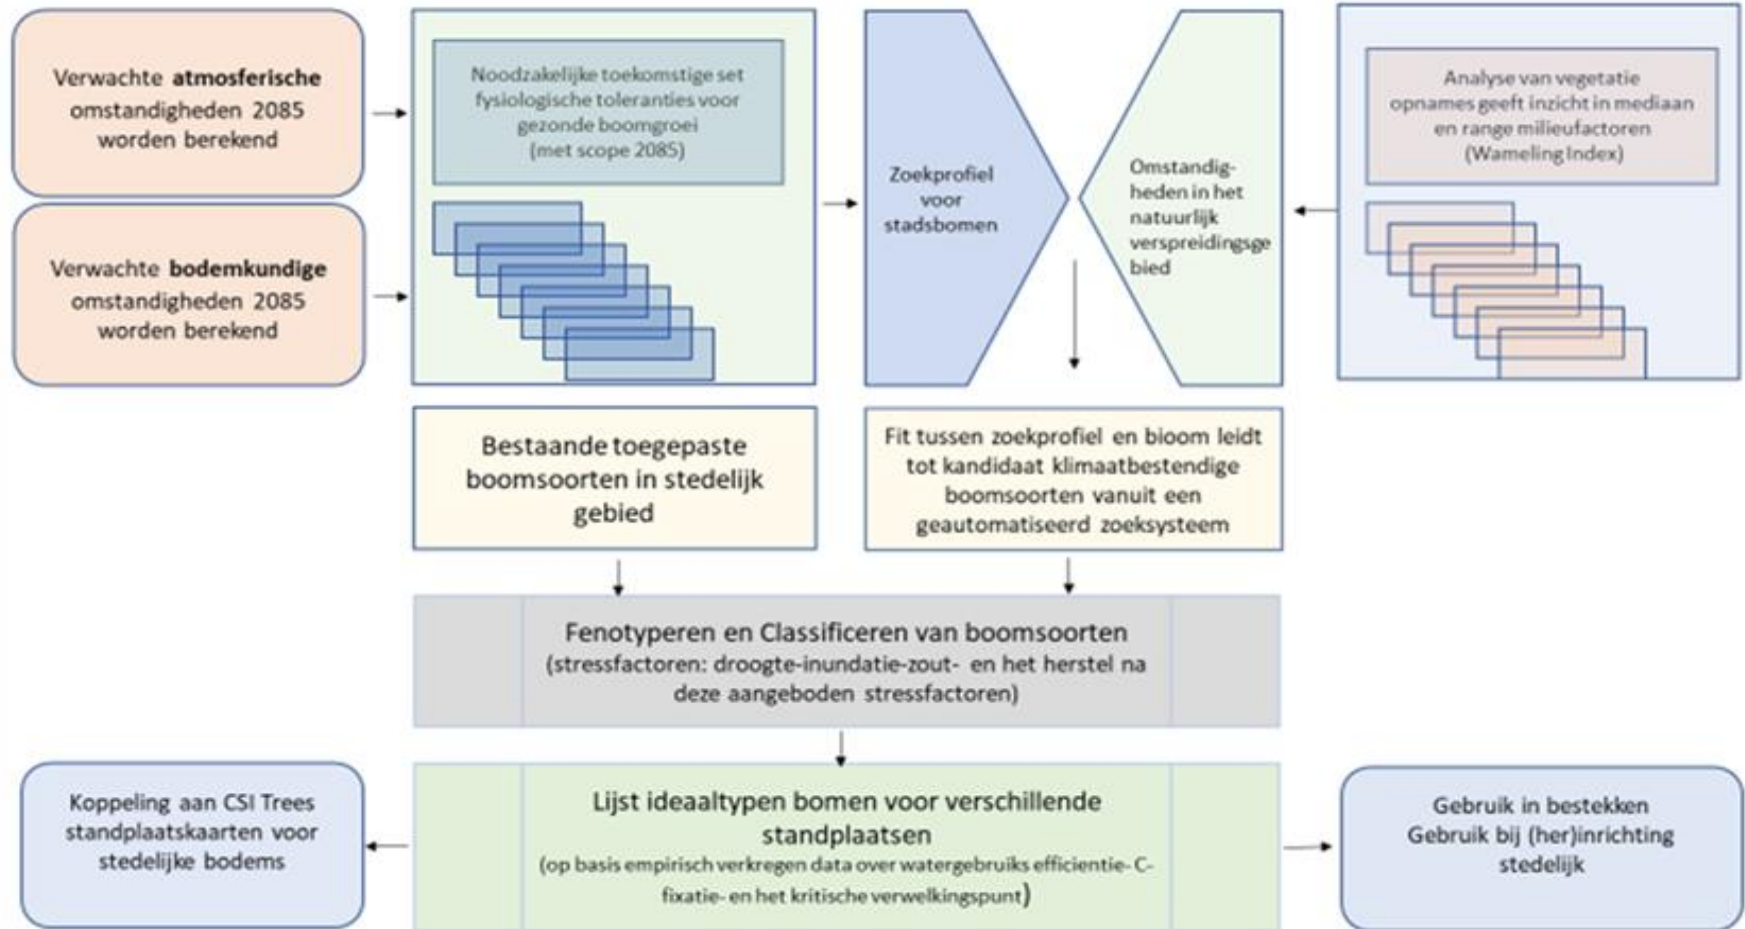 Verwachte atmosferische
omstandigheden 2085
worden berekend
Verwachte bodemkundige
omstandigheden 2085
worden berekend
Noodzakelijke toekomstige set
fysiologische toleranties voor
gezonde boomgroei
(met scope 2085)
Zoekprofiel
voor
stadsbomen
Omstandig-
heden in het
natuurlijk
verspreidingsge
bied
Analyse van vegetatie
opnames geeft inzicht in mediaan
en range milieufactoren
(Wameling Index)
Bestaande toegepaste
boomsoorten in stedelijk
gebied
Fit tussen zoekprofiel en bioom leidt
tot kandidaat klimaatbestendige
boomsoorten vanuit een
geautomatiseerd zoeksysteem
Fenotyperen en Classificeren van boomsoorten
(stressfactoren: droogte-inundatie-zout- en het herstel na
deze aangeboden stressfactoren)
Koppeling aan CSI Trees
standplaatskaarten voor
stedelijke bodems
Lijst ideaaltypen bomen voor verschillende
standplaatsen
(op basis empirisch verkregen data over watergebruiks efficientie- C-
fixatie- en het kritische verwelkingspunt)
Gebruik in bestekken
Gebruik bij (her)inrichting
stedelijk